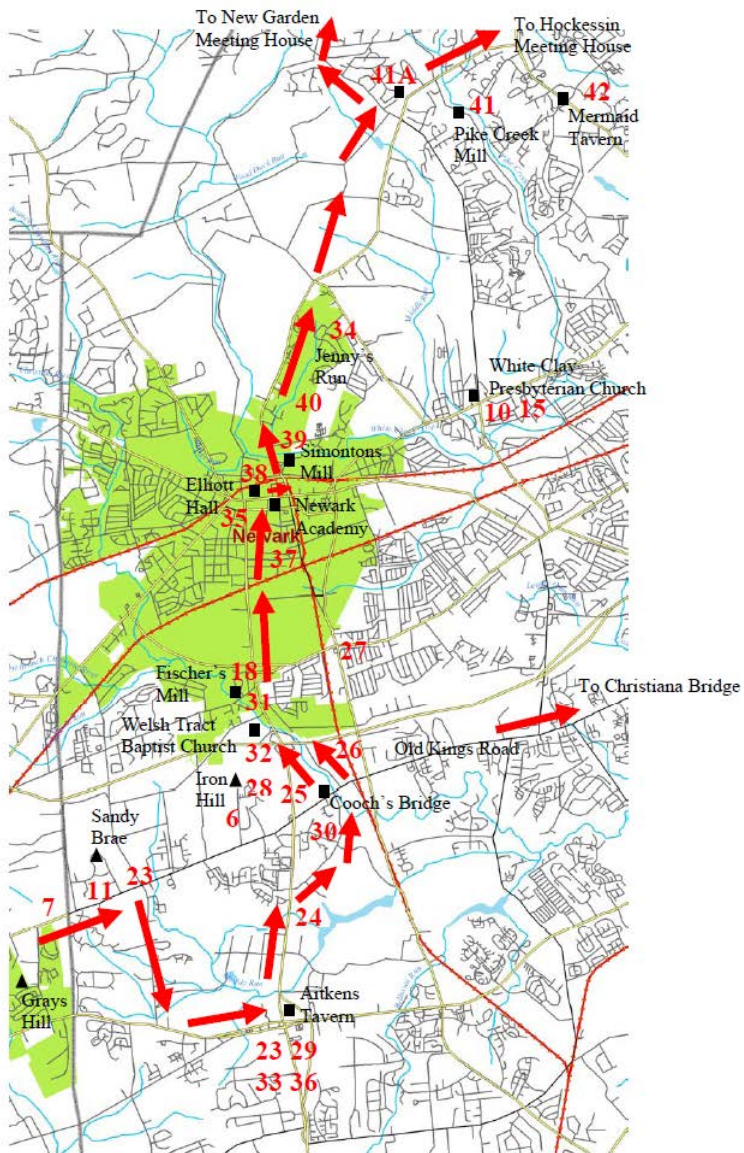 To New Garden
Meeting House
To Hockessin
Meeting House
41A
41
42
Pike Creek
Mill
Mermaid
Tavern
34
Jenny`s
Run
White Clay
Presbyterian Church
10 15
40
39
Simontons
Mill
38
Elliott
Hall
35
Newark
Academy
Newark
37
27
Fischer`s
Mill
18
31
To Christiana Bridge
Welsh Tract
Baptist Church
32
26
Old Kings Road
Iron
Hill
28
25
Cooch`s Bridge
6
30
Sandy
Brae
7
11
23
24
Grays
Hill
Aitkens
Tavern
23 29
33 36